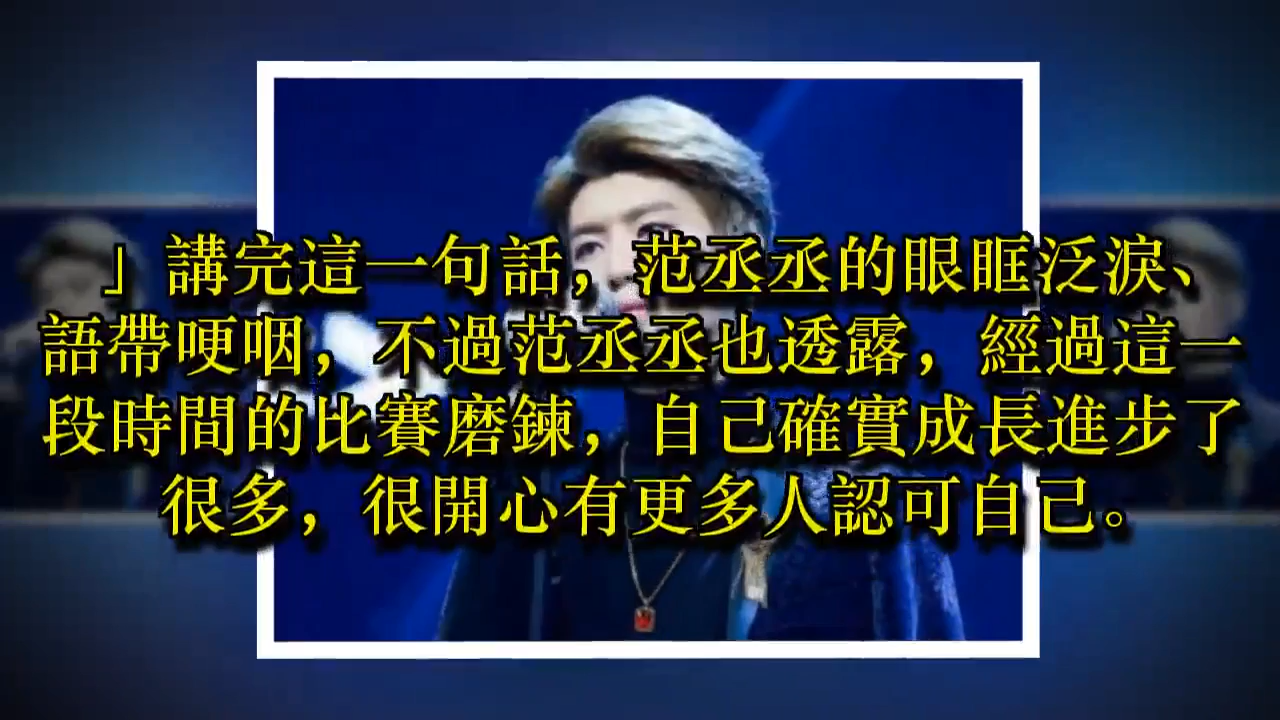 」講完這一句話，范丞丞的眼眶泛淚、
語帶哽咽，不過范丞丞也透露，經過這一
段時間的比賽磨鍊，自己確實成長進步了
很多，很開心有更多人認可自己。